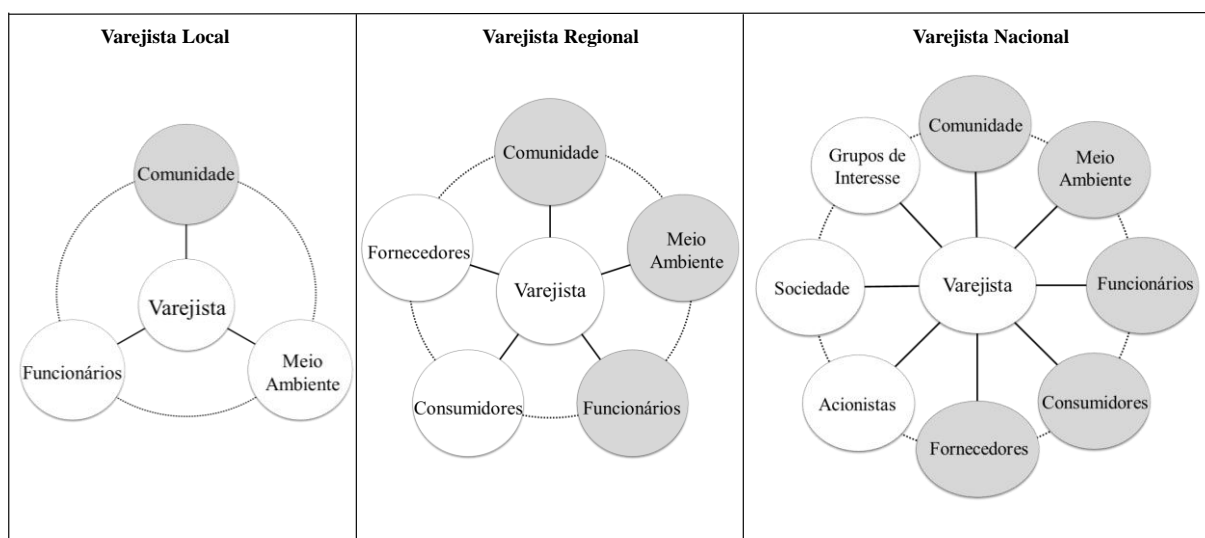 Varejista Local
Comunidade
Varejista
Funcionários
Meio
Ambiente
Varejista Regional
Comunidade
Fornecedores
Meio
Ambiente
Varejista
Consumidores
Funcionários
Varejista Nacional
Comunidade
Grupos de
Interesse
Meio
Ambiente
Sociedade
Varejista
Funcionários
Acionistas
Consumidores
Fornecedores